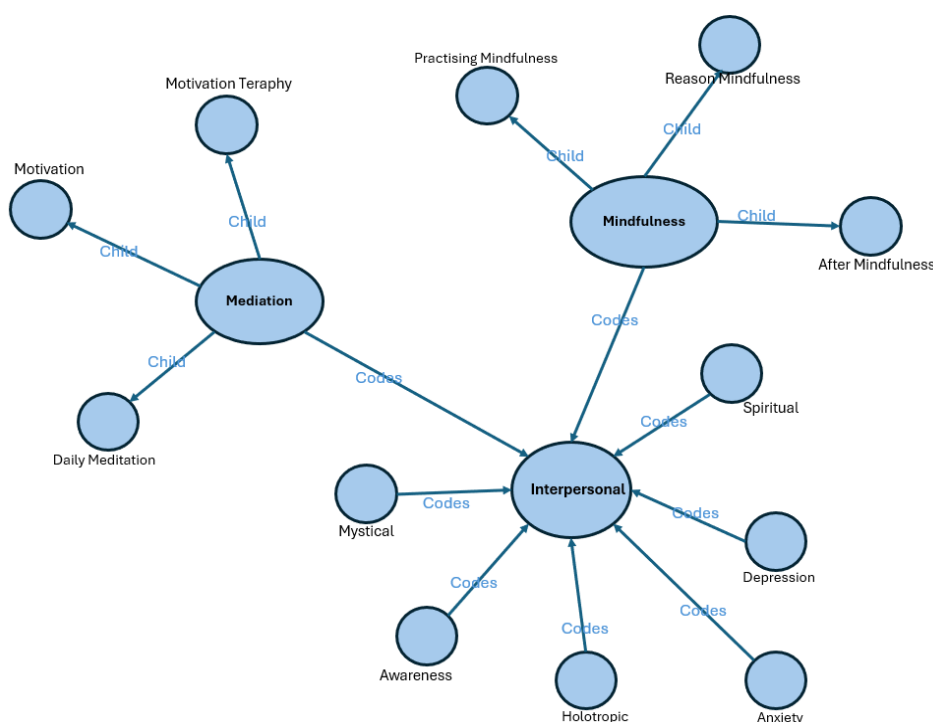 Reason Mindfulness
Practising Mindfulness
Child
Child
Mindfulness
Child
After Mindfulness
Motivation Teraphy
Motivation
Child
Child
Mediation
Child
Daily Meditation
Codes
Codes
Spiritual
Codes
Interpersonal
Mystical
Codes
Codes
Depression
Codes
Awareness
Codes
Holotropic
Codes
Anxiety